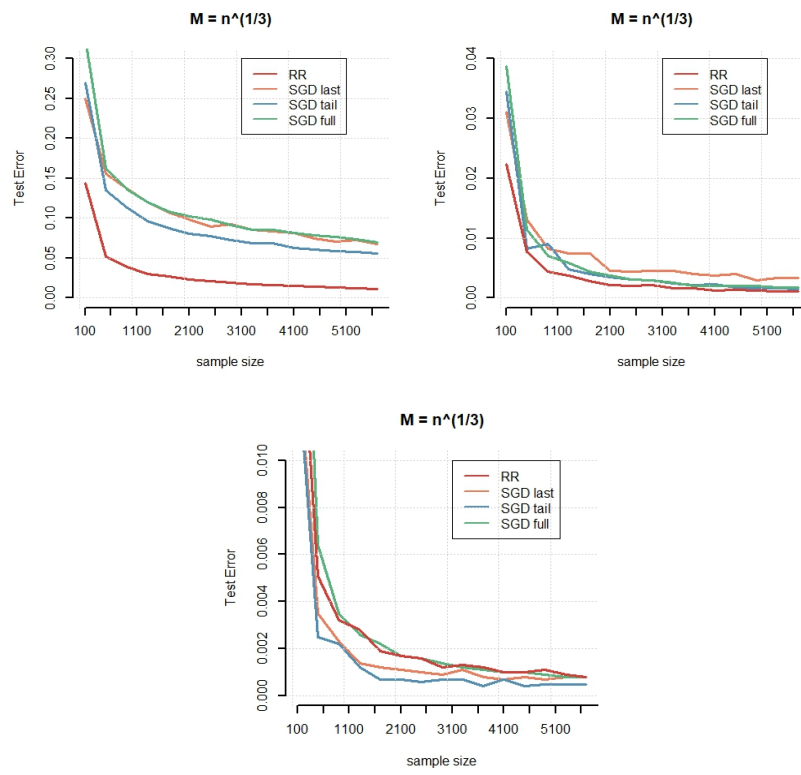 M = n^(1/3)
Test Error
0.30
0.25
0.20
0.15
0.10
0.05
0.00
RR
SGD last
SGD tail
SGD full
100 1100 2100 3100 4100 5100
sample size
M = n^(1/3)
Test Error
0.04
0.03
0.02
0.01
0.00
RR
SGD last
SGD tail
SGD full
100 1100 2100 3100 4100 5100
sample size
M = n^(1/3)
Test Error
0.010
0.008
0.006
0.004
0.002
0.000
RR
SGD last
SGD tail
SGD full
100 1100 2100 3100 4100 5100
sample size